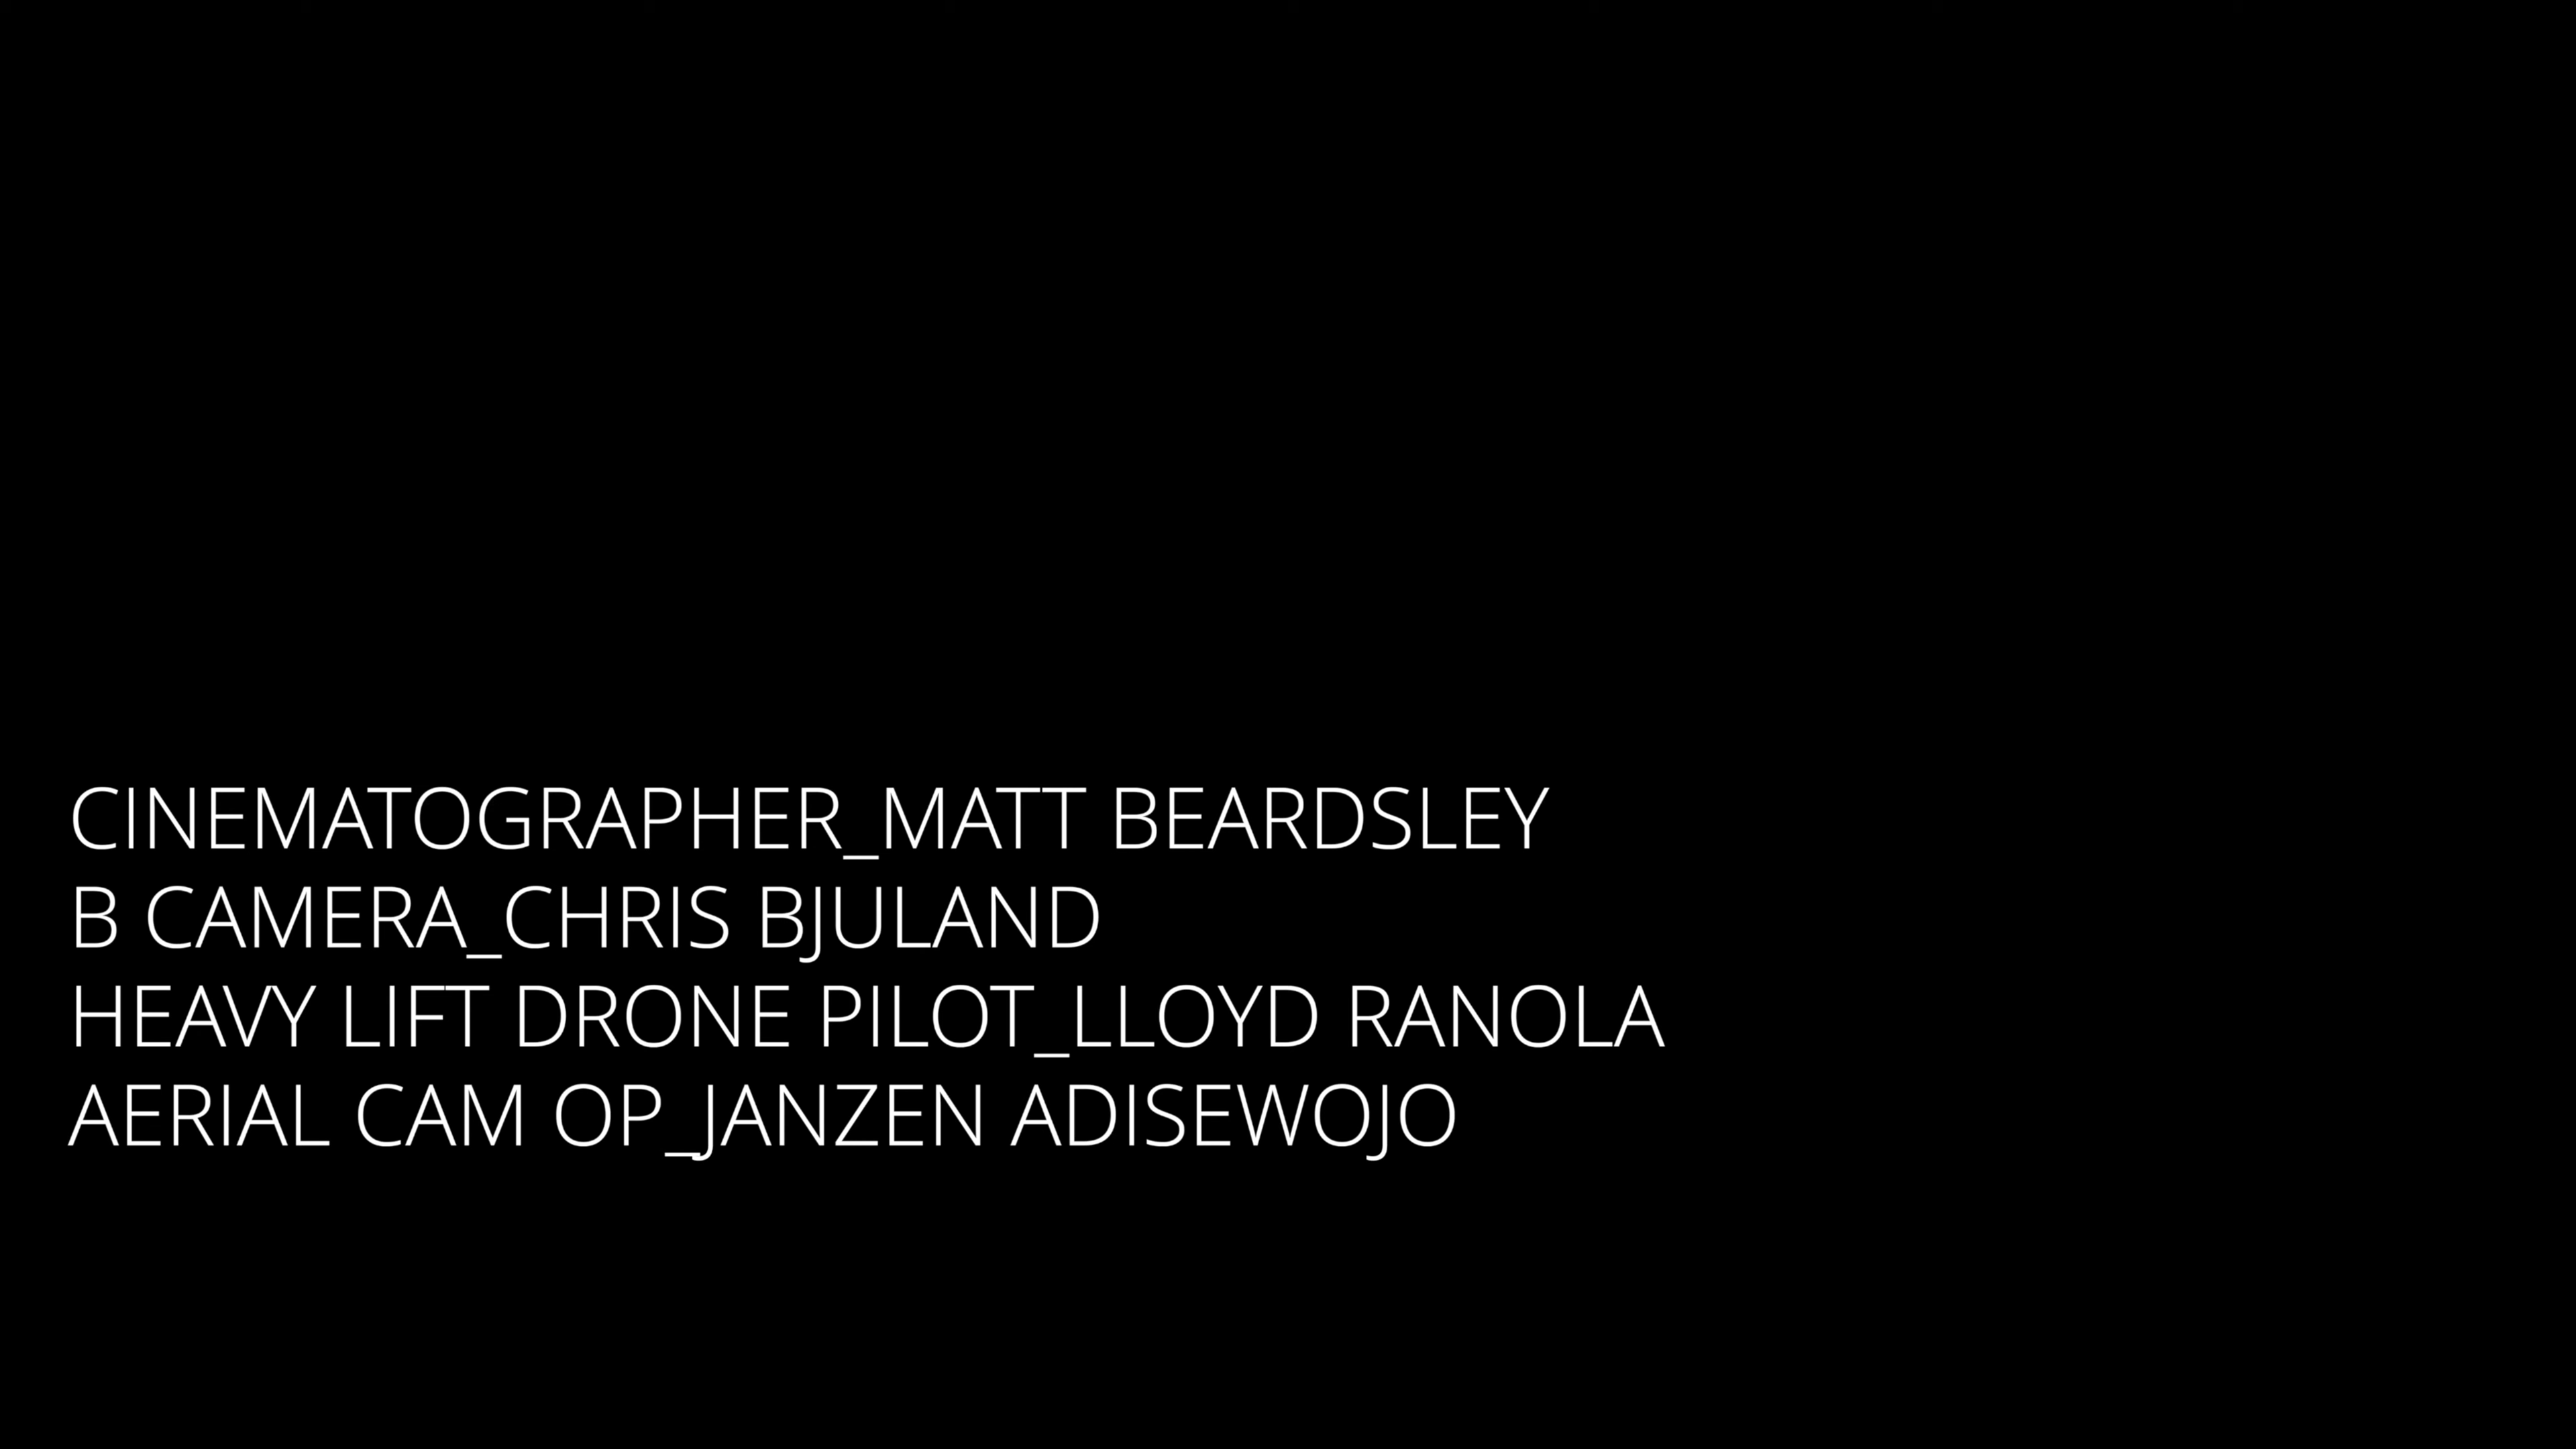 CINEMATOGRAPHER_MATT BEARDSLEY
B CAMERA_CHRIS BJULAND
HEAVY LIFT DRONE PILOT_LLOYD RANOLA
AERIAL CAM OP_JANZEN ADISEWOJO